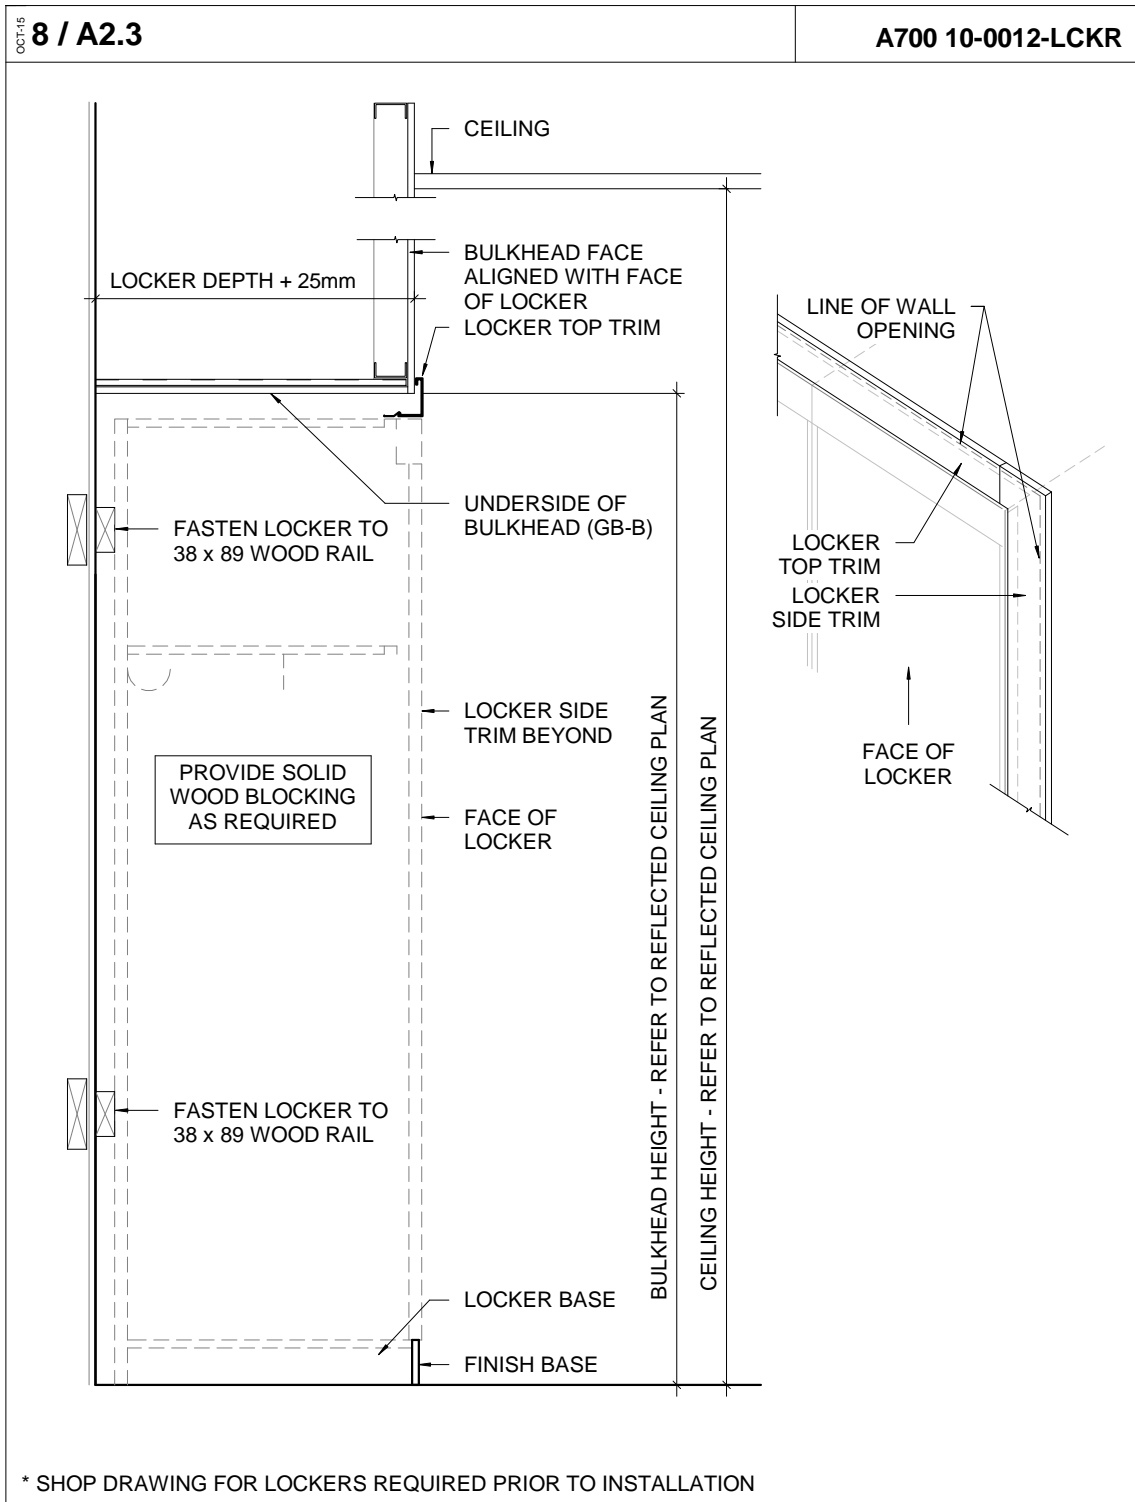 OCT-15
8 / A2.3
A700 10-0012-LCKR
CEILING
BULKHEAD FACE
ALIGNED WITH FACE
OF LOCKER
LOCKER DEPTH + 25mm
LOCKER TOP TRIM
LINE OF WALL
OPENING
UNDERSIDE OF
BULKHEAD (GB-B)
FASTEN LOCKER TO
38 x 89 WOOD RAIL
LOCKER
TOP TRIM
LOCKER
SIDE TRIM
LOCKER SIDE
TRIM BEYOND
FACE OF
LOCKER
PROVIDE SOLID
WOOD BLOCKING
AS REQUIRED
FACE OF
LOCKER
BULKHEAD HEIGHT - REFER TO REFLECTED CEILING PLAN
CEILING HEIGHT - REFER TO REFLECTED CEILING PLAN
FASTEN LOCKER TO
38 x 89 WOOD RAIL
LOCKER BASE
FINISH BASE
* SHOP DRAWING FOR LOCKERS REQUIRED PRIOR TO INSTALLATION